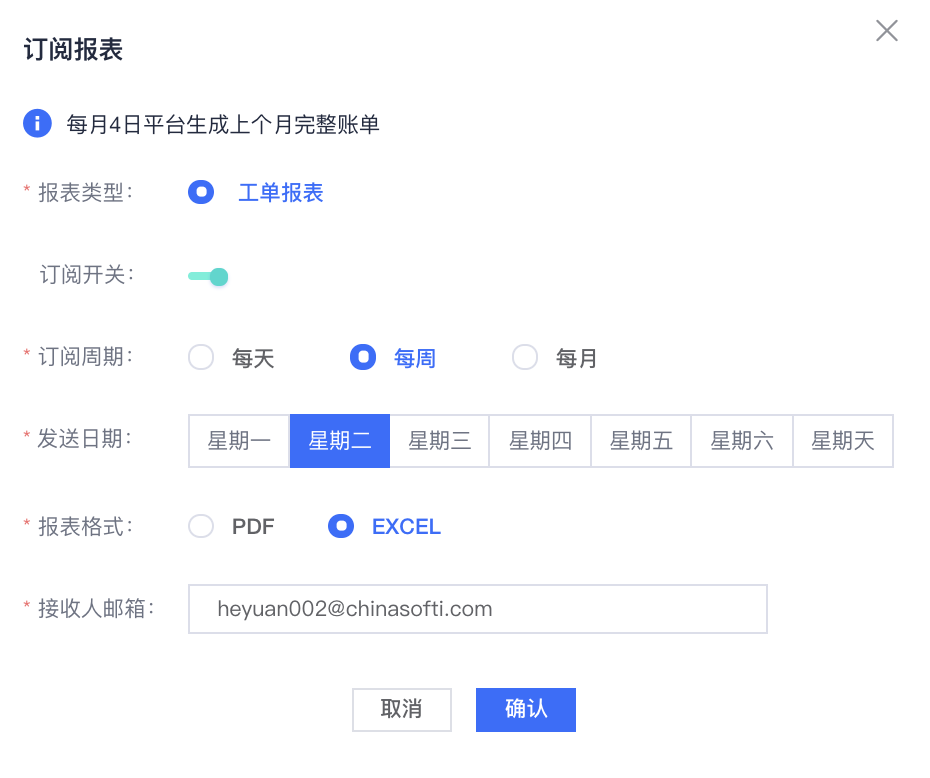 订阅报表
每月4日平台生成上个月完整账单
* 报表类型： 工单报表
订阅开关：
* 订阅周期： 每天 每周 每月
* 发送日期： 星期一 星期二 星期三 星期四 星期五 星期六 星期天
* 报表格式： PDF EXCEL
* 接收人邮箱： heyuan002@chinasofti.com
取消 确认